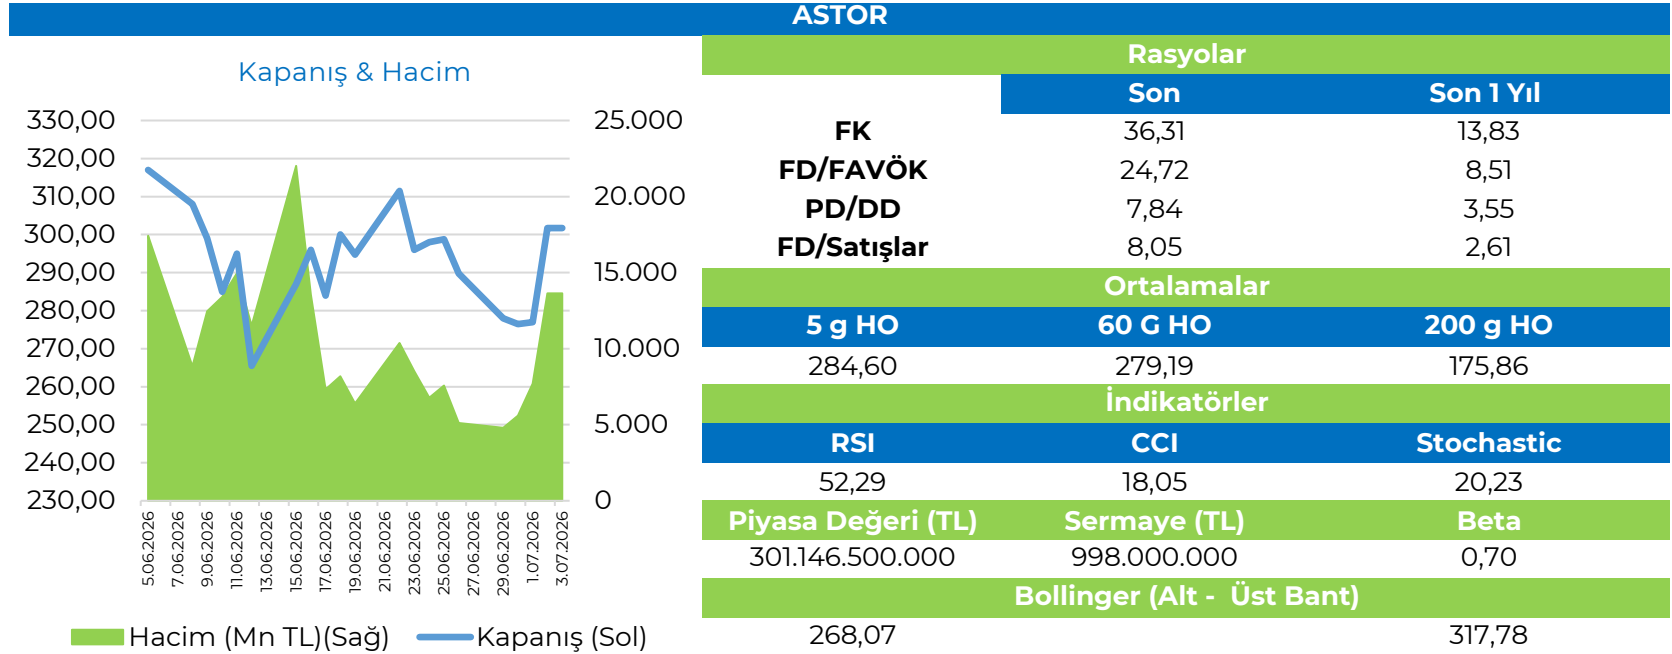 ASTOR
Kapanış & Hacim
330,00
320,00
310,00
300,00
290,00
280,00
270,00
260,00
250,00
240,00
230,00
25.000
20.000
15.000
10.000
5.000
0
5.06.2026
7.06.2026
9.06.2026
11.06.2026
13.06.2026
15.06.2026
17.06.2026
19.06.2026
21.06.2026
23.06.2026
25.06.2026
27.06.2026
29.06.2026
1.07.2026
3.07.2026
Hacim (Mn TL)(Sağ) Kapanış (Sol)
Rasyolar
Son Son 1 Yıl
FK 36,31 13,83
FD/FAVÖK 24,72 8,51
PD/DD 7,84 3,55
FD/Satışlar 8,05 2,61
Ortalamalar
5 g HO 60 G HO 200 g HO
284,60 279,19 175,86
İndikatörler
RSI CCI Stochastic
52,29 18,05 20,23
Piyasa Değeri (TL) Sermaye (TL) Beta
301.146.500.000 998.000.000 0,70
Bollinger (Alt - Üst Bant)
268,07 317,78